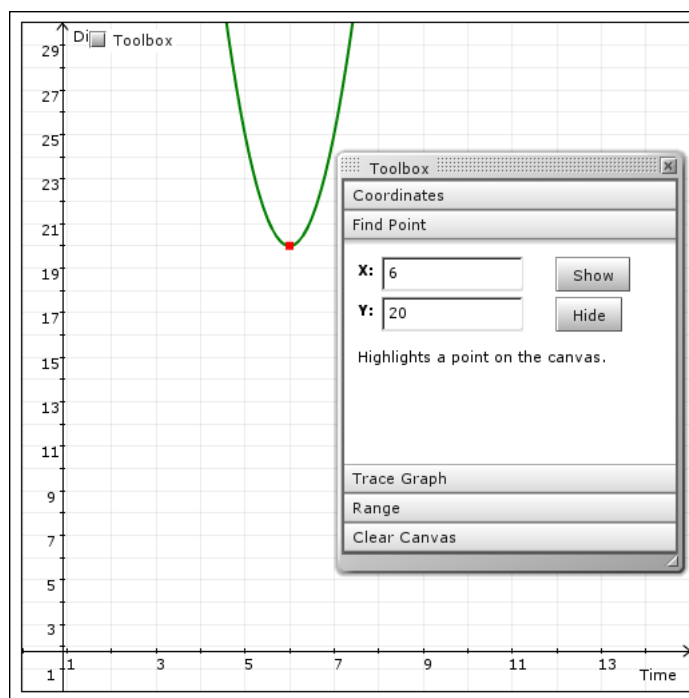 Di
Toolbox
29
27
25
23
21
19
17
15
13
11
9
7
5
3
1
Toolbox
Coordinates
Find Point
X: 6 Show
Y: 20 Hide
Highlights a point on the canvas.
Trace Graph
Range
Clear Canvas
1 3 5 7 9 11 13
Time